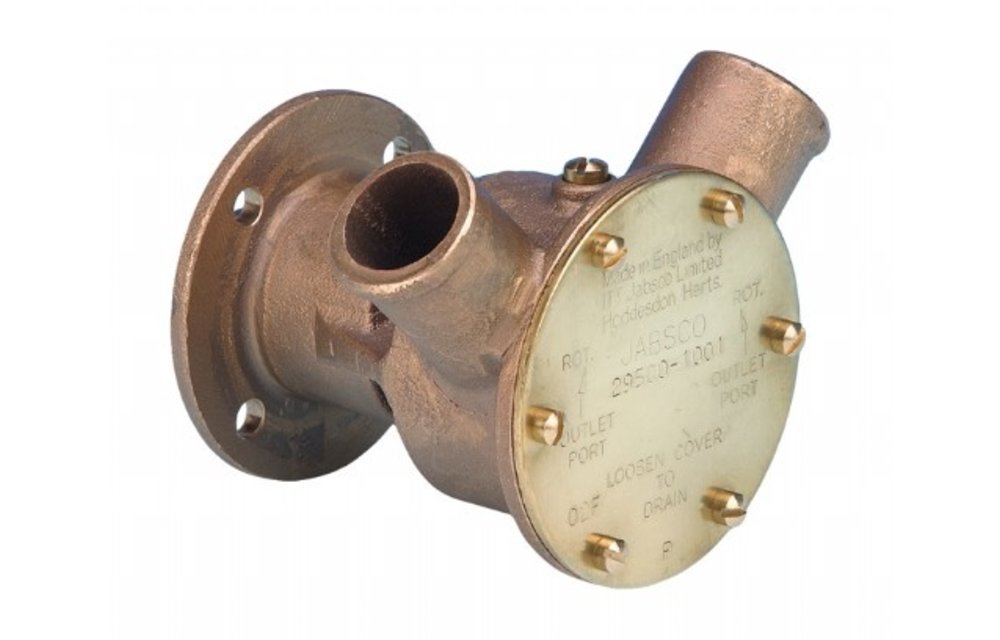 Made in England by
ITT Jabsco Limited
Hoddesdon Herts.
JABSCO
29500-1001
ROT.
OUTLET
PORT
ROT.
OUTLET
PORT
LOOSEN COVER
TO
DRAIN
02F
P